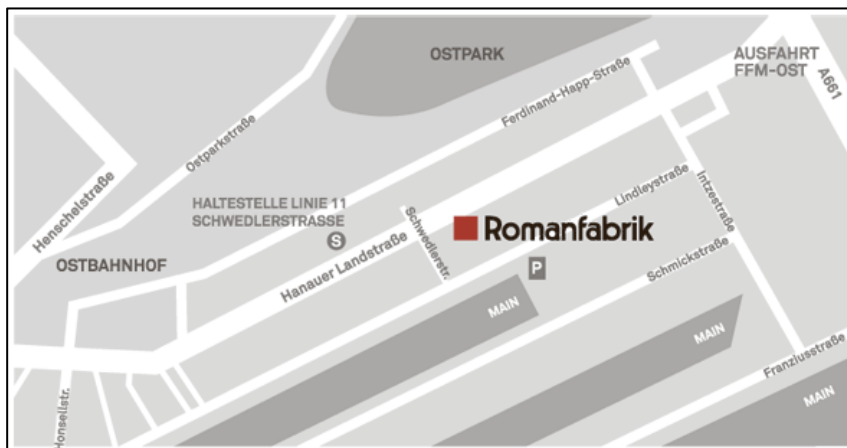 OSTPARK
AUSFAHRT
FFM-OST
A661
Ferdinand-Happ-Straße
Ostparkstraße
Henschelstraße
HALTESTELLE LINIE 11
SCHWEDLERSTRASSE
S
Lindleystraße
Intzestraße
Schwedlerstr.
Romanfabrik
Hanauer Landstraße
OSTBAHNHOF
P
Schmickstraße
MAIN
MAIN
Franziusstraße
MAIN
Honsellstr.